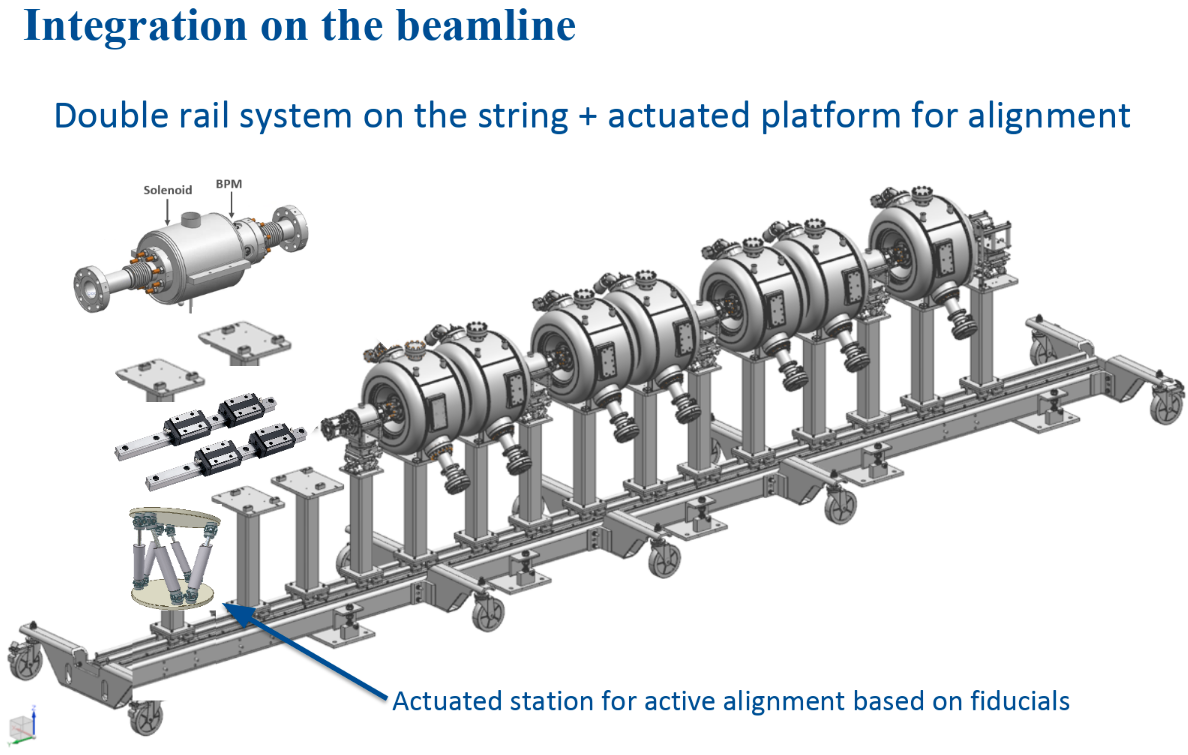 Integration on the beamline
Double rail system on the string + actuated platform for alignment
Solenoid
BPM
Actuated station for active alignment based on fiducials